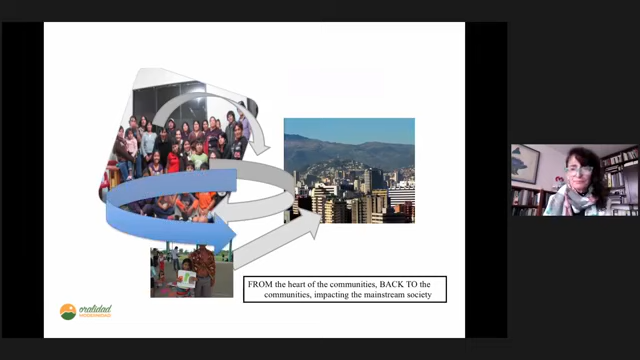 FROM the heart of the communities, BACK TO the
communities, impacting the mainstream society
oralidad